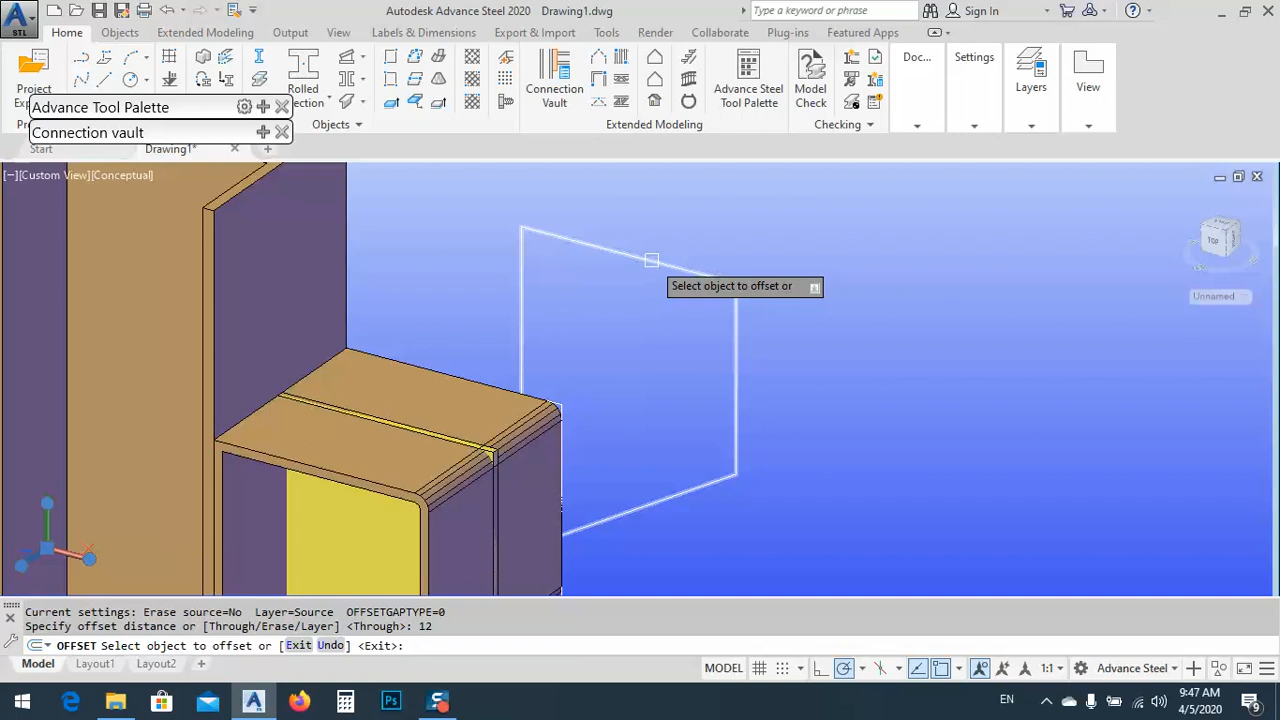 Autodesk Advance Steel 2020 Drawing1.dwg
Type a keyword or phrase
Sign In
STL
Home
Objects
Extended Modeling
Output
View
Labels & Dimensions
Export & Import
Tools
Render
Collaborate
Plug-ins
Featured Apps
Project
Rolled
Connection
Vault
Advance Steel
Tool Palette
Model
Check
Doc...
Settings
Layers
View
Advance Tool Palette
Connection vault
Objects
Extended Modeling
Checking
Start
Drawing1*
[−][Custom View][Conceptual]
TOP
Unnamed
Select object to offset or
Current settings: Erase source=No Layer=Source OFFSETGAPTYPE=0
Specify offset distance or [Through/Erase/Layer] <Through>: 12
OFFSET Select object to offset or [Exit Undo] <Exit>:
Model
Layout1
Layout2
MODEL
1:1
Advance Steel
Ps
EN
9:47 AM
4/5/2020
9